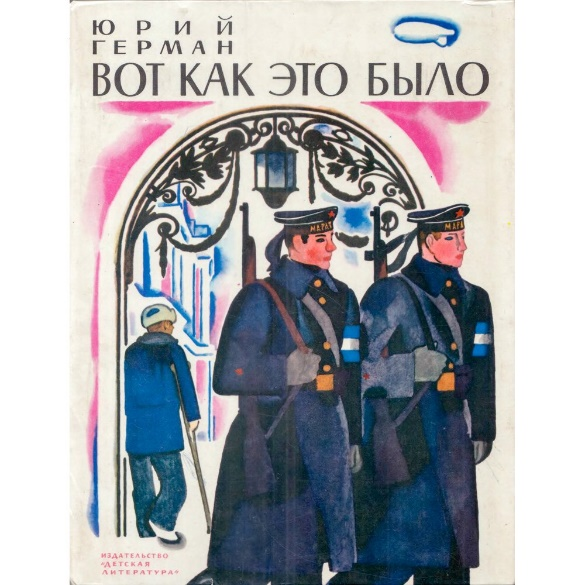 ЮРИЙ
ГЕРМАН
ВОТ КАК ЭТО БЫЛО
ИЗДАТЕЛЬСТВО
«ДЕТСКАЯ
ЛИТЕРАТУРА»